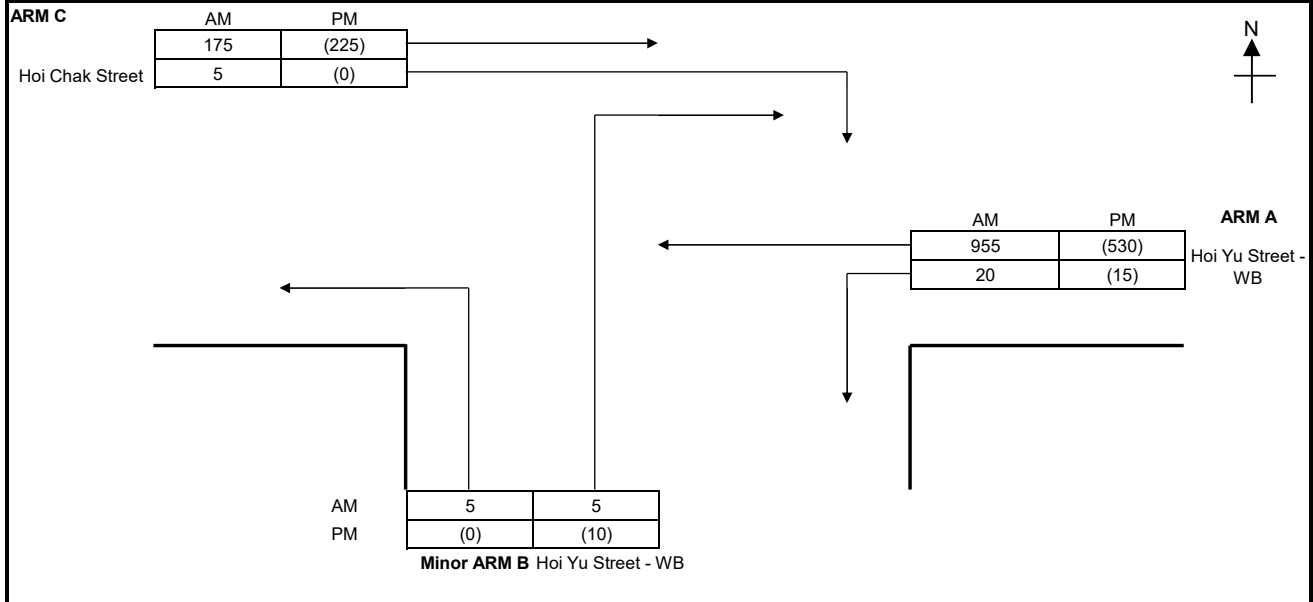 ARM C
AM PM
175 (225)
Hoi Chak Street 5 (0)
N
AM PM ARM A
955 (530)
Hoi Yu Street -
WB
20 (15)
AM 5 5
PM (0) (10)
Minor ARM B Hoi Yu Street - WB